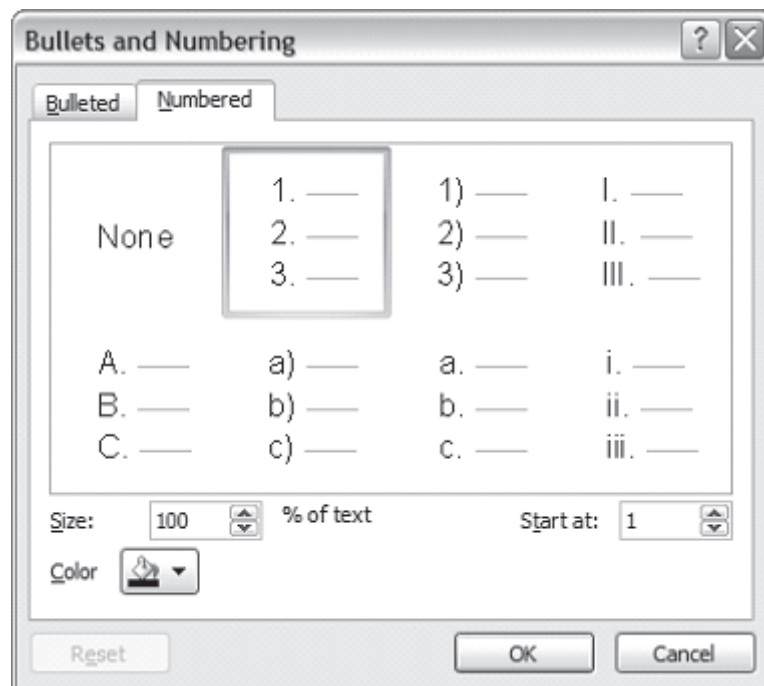 Bullets and Numbering
?
Bulleted Numbered
None
1.
2.
3.
1)
2)
3)
I.
II.
III.
A.
B.
C.
a)
b)
c)
a.
b.
c.
i.
ii.
iii.
Size: 100 % of text Start at: 1
Color
Reset OK Cancel